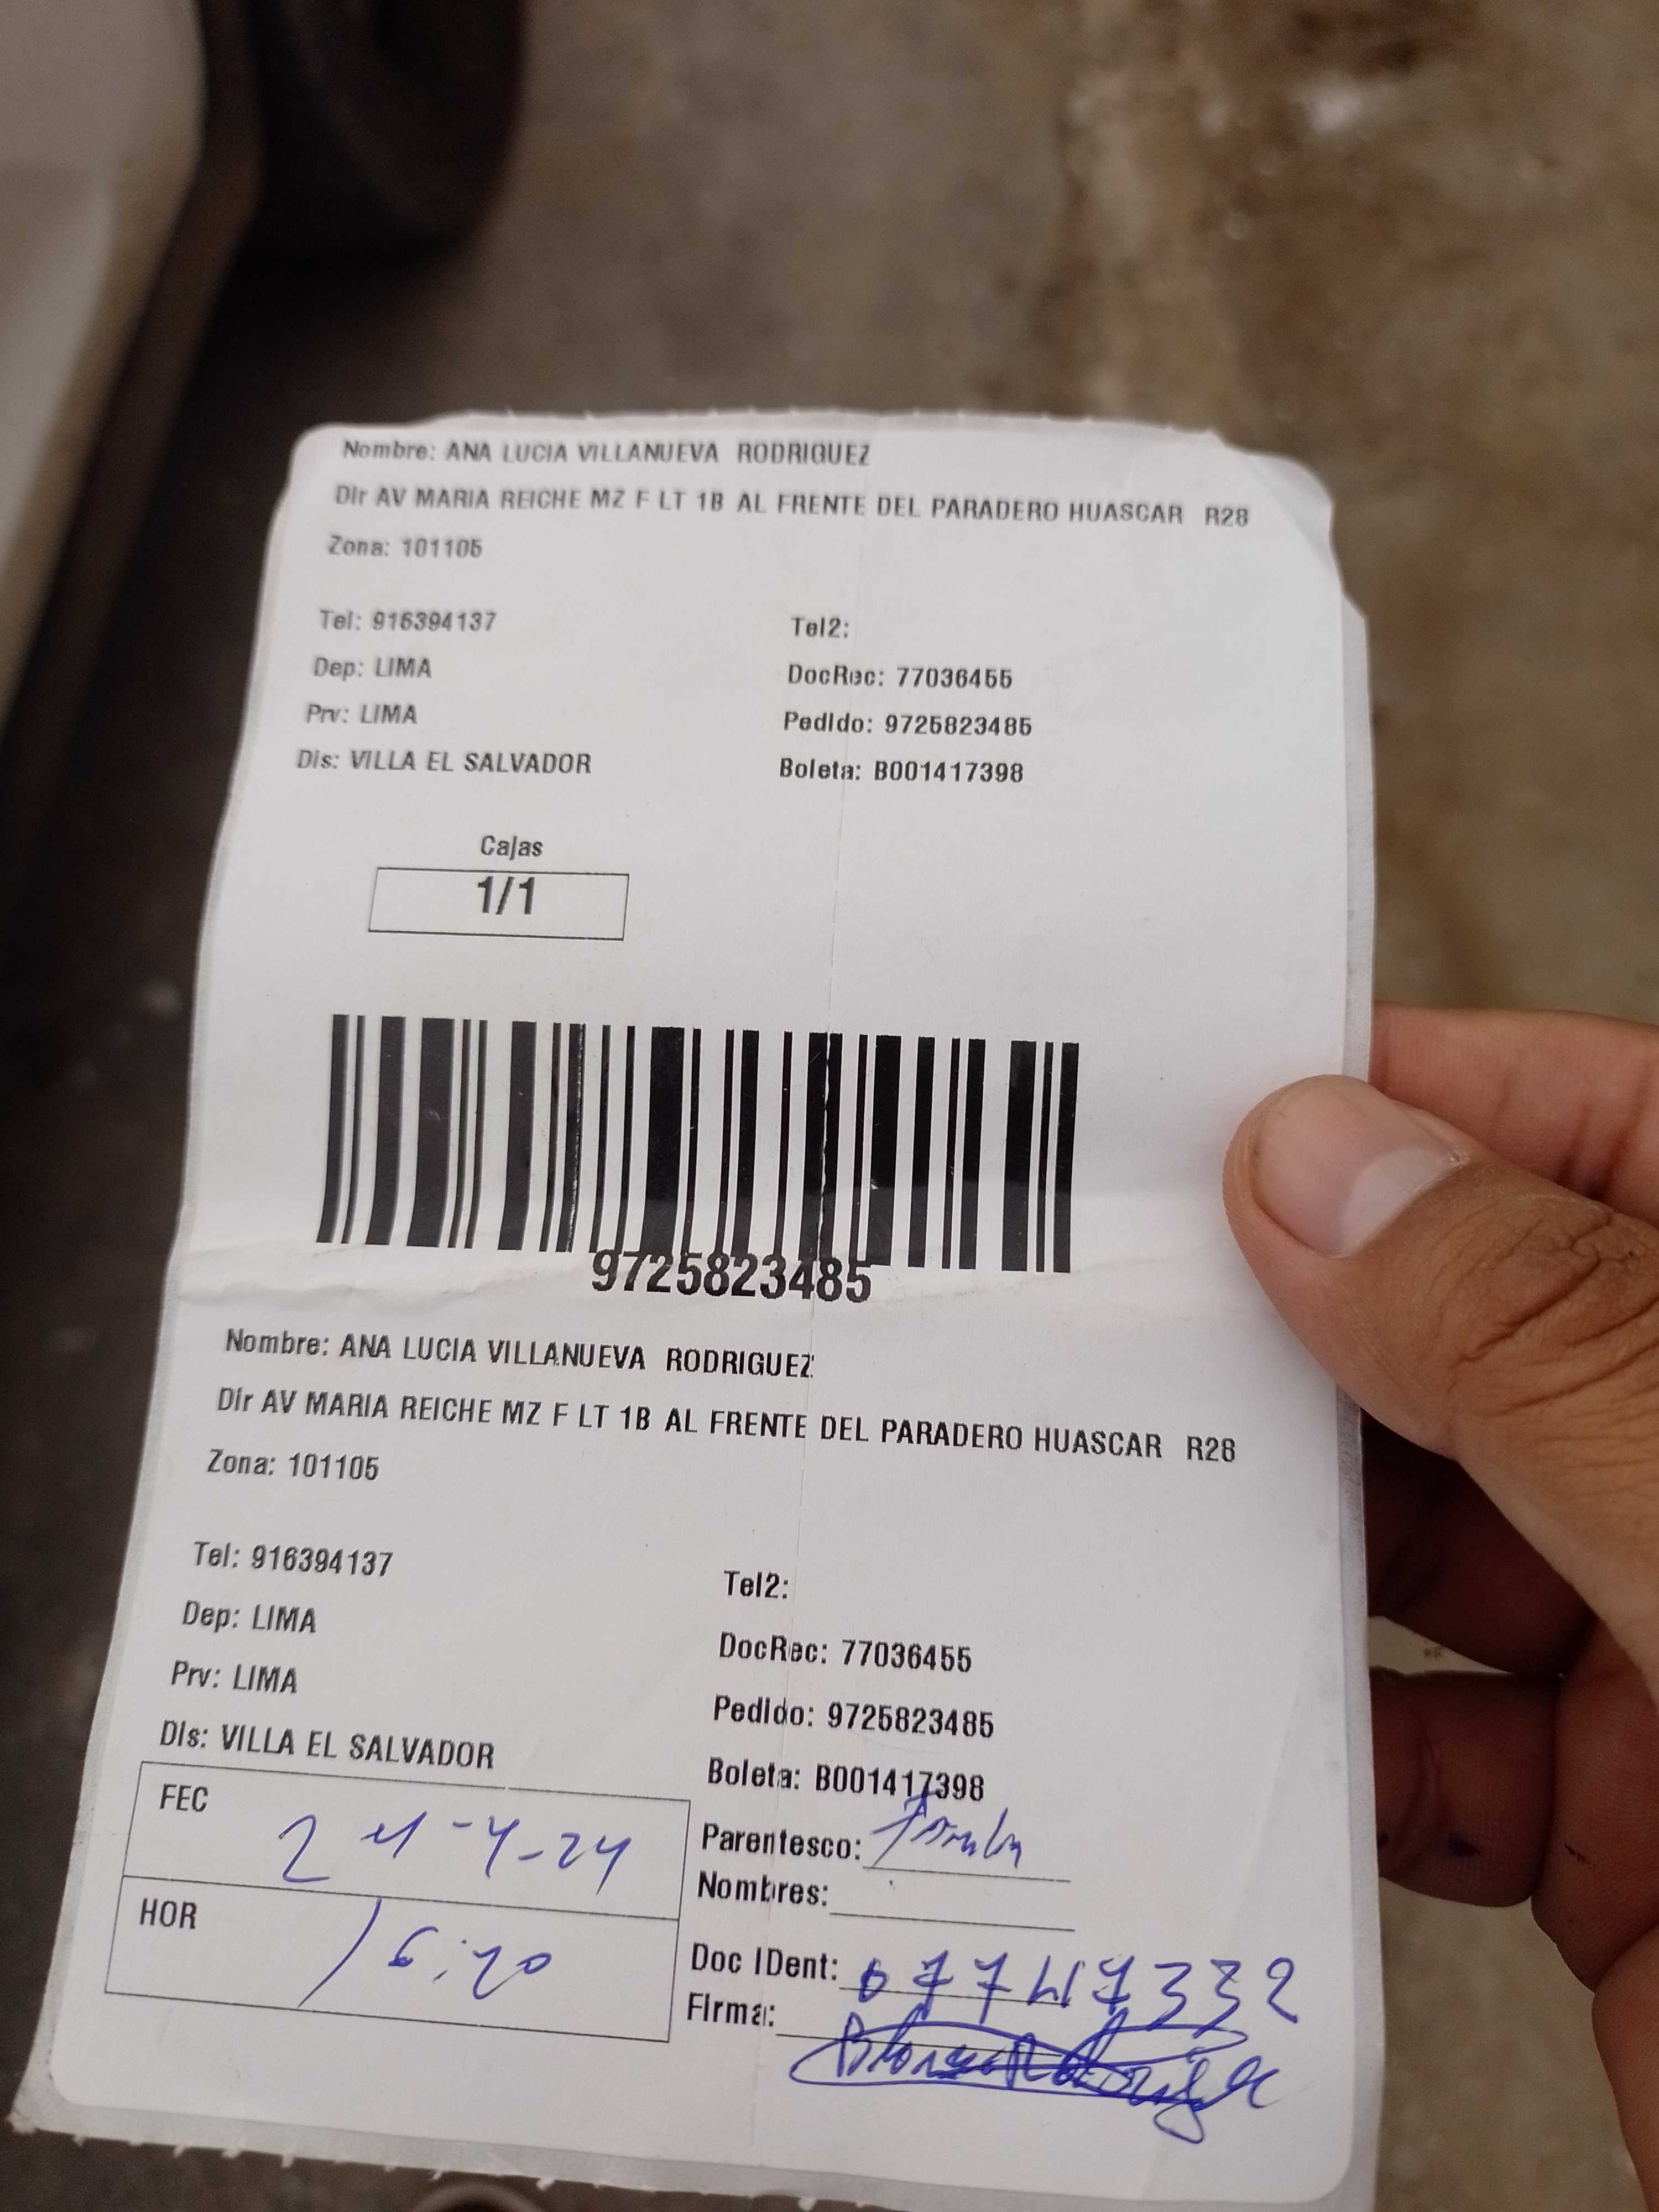 Nombre: ANA LUCIA VILLANUEVA RODRIGUEZ
Dir AV MARIA REICHE MZ F LT 1B AL FRENTE DEL PARADERO HUASCAR R28
Zona: 101105
Tel: 916394137 Tel2:
Dep: LIMA DocRec: 77036455
Prv: LIMA Pedido: 9725823485
Dis: VILLA EL SALVADOR Boleta: B001417398
Cajas
1/1
9725823485
Nombre: ANA LUCIA VILLANUEVA RODRIGUEZ
Dir AV MARIA REICHE MZ F LT 1B AL FRENTE DEL PARADERO HUASCAR R28
Zona: 101105
Tel: 916394137 Tel2:
Dep: LIMA DocRec: 77036455
Prv: LIMA Pedido: 9725823485
Dis: VILLA EL SALVADOR Boleta: B001417398
FEC Parentesco:
Nombres:
HOR 16:20
Doc IDent:
Firma: